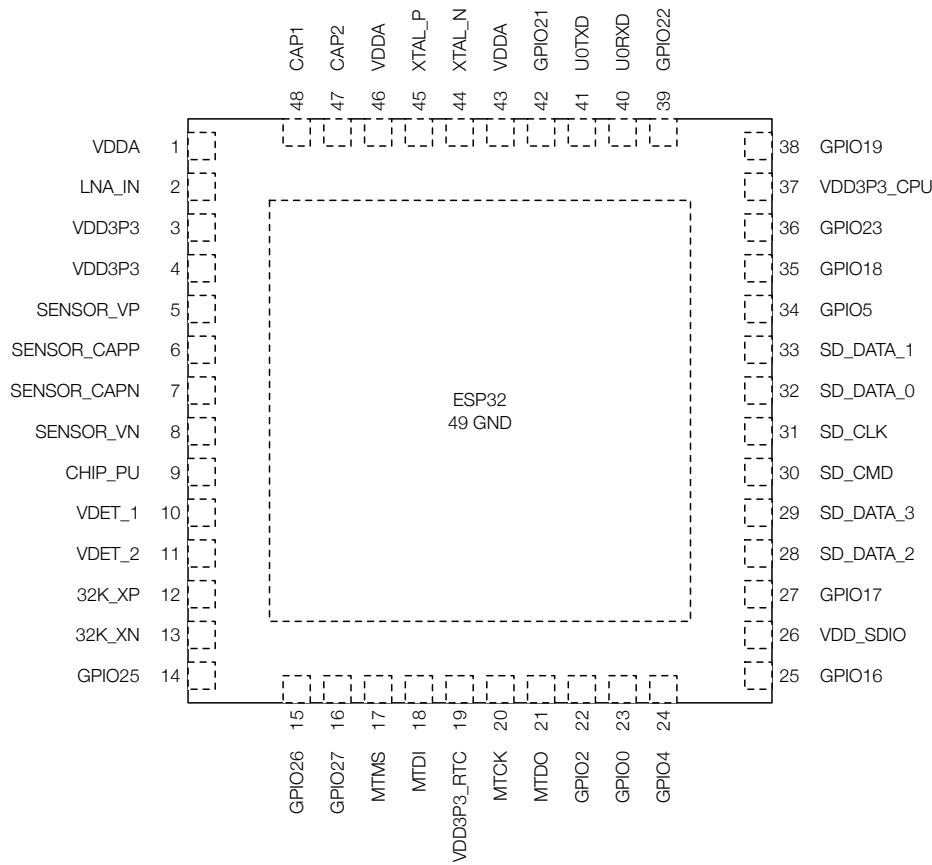 48 CAP1
47 CAP2
46 VDDA
45 XTAL_P
44 XTAL_N
43 VDDA
42 GPIO21
41 U0TXD
40 U0RXD
39 GPIO22
VDDA 1
LNA_IN 2
VDD3P3 3
VDD3P3 4
SENSOR_VP 5
SENSOR_CAPP 6
SENSOR_CAPN 7
SENSOR_VN 8
CHIP_PU 9
VDET_1 10
VDET_2 11
32K_XP 12
32K_XN 13
GPIO25 14
ESP32
49 GND
38 GPIO19
37 VDD3P3_CPU
36 GPIO23
35 GPIO18
34 GPIO5
33 SD_DATA_1
32 SD_DATA_0
31 SD_CLK
30 SD_CMD
29 SD_DATA_3
28 SD_DATA_2
27 GPIO17
26 VDD_SDIO
25 GPIO16
GPIO26 15
GPIO27 16
MTMS 17
MTDI 18
VDD3P3_RTC 19
MTCK 20
MTDO 21
GPIO2 22
GPIO0 23
GPIO4 24